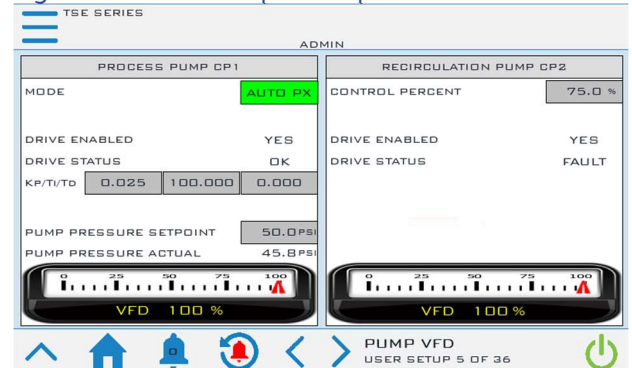 TSE SERIES
ADMIN
PROCESS PUMP CP1
MODE
AUTO PX
DRIVE ENABLED
YES
DRIVE STATUS
OK
KP/TI/TD
0.025
100.000
0.000
PUMP PRESSURE SETPOINT
50.0PSI
PUMP PRESSURE ACTUAL
45.8PSI
0 25 50 75 100
VFD 100 %
RECIRCULATION PUMP CP2
CONTROL PERCENT
75.0 %
DRIVE ENABLED
YES
DRIVE STATUS
FAULT
0 25 50 75 100
VFD 100 %
0
PUMP VFD
USER SETUP 5 OF 36